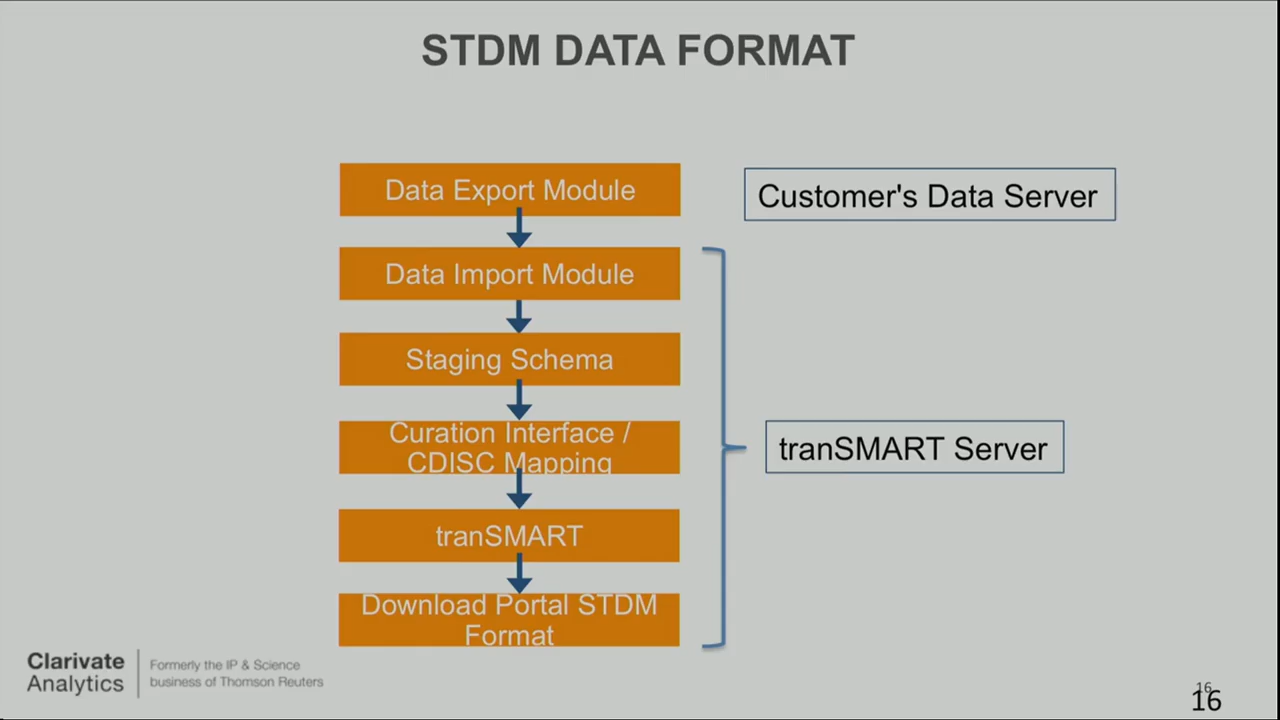 STDM DATA FORMAT
Data Export Module
Customer's Data Server
Data Import Module
Staging Schema
Curation Interface /
CDISC Mapping
tranSMART Server
tranSMART
Download Portal STDM
Format
Clarivate
Analytics
Formerly the IP & Science
business of Thomson Reuters
16
16